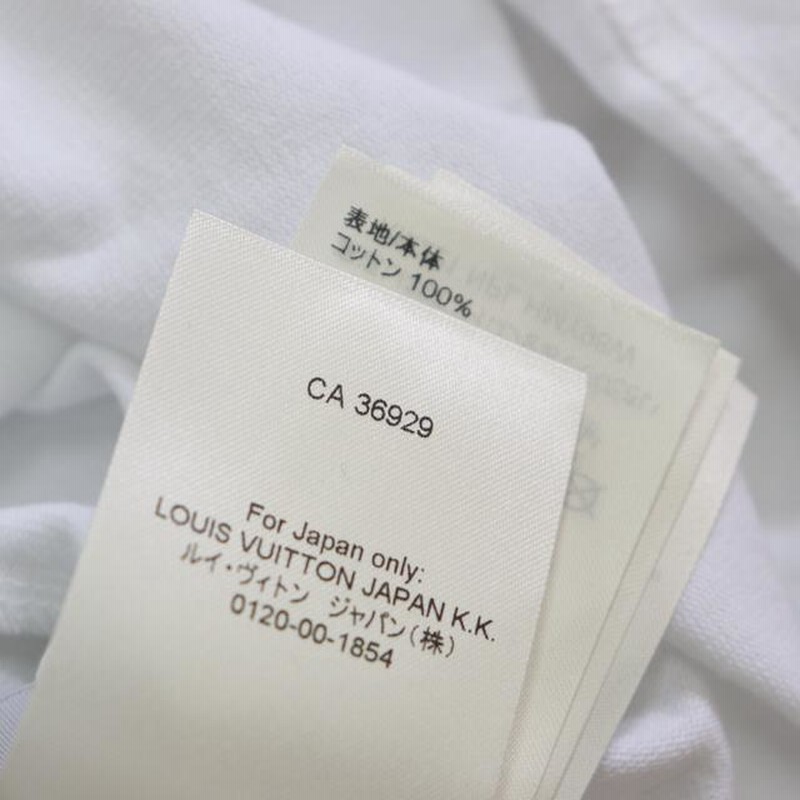 表地/本体
コットン 100%
CA 36929
For Japan only:
LOUIS VUITTON JAPAN K.K.
ルイ・ヴィトン ジャパン(株)
0120-00-1854